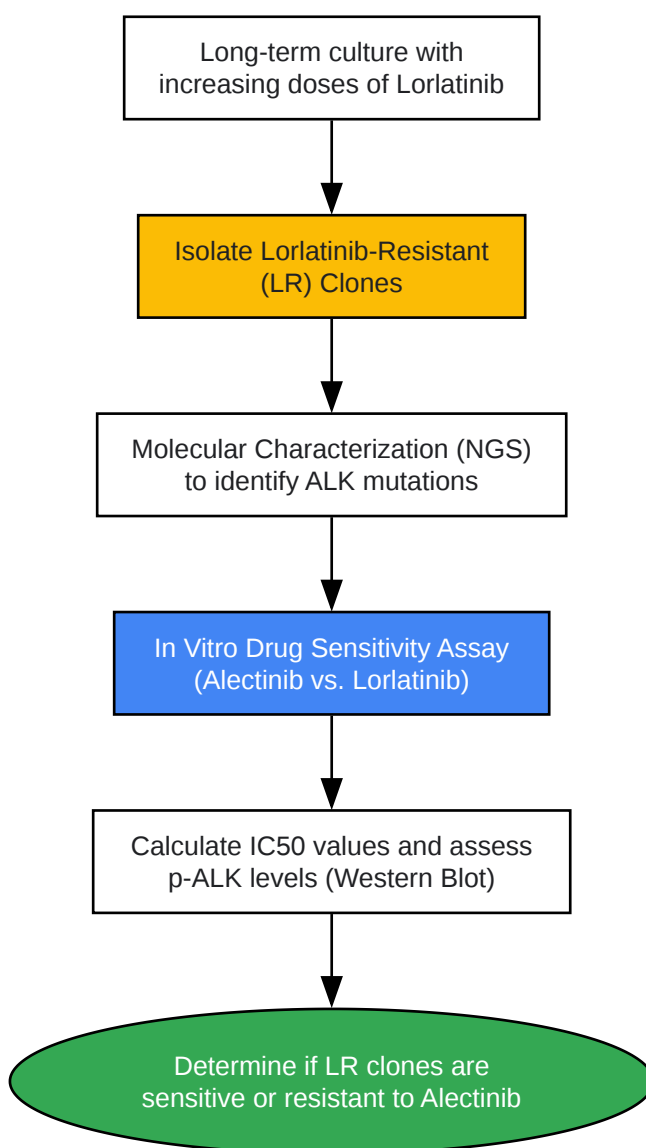 Long-term culture with
increasing doses of Lorlatinib
Isolate Lorlatinib-Resistant
(LR) Clones
Molecular Characterization (NGS)
to identify ALK mutations
In Vitro Drug Sensitivity Assay
(Alectinib vs. Lorlatinib)
Calculate IC50 values and assess
p-ALK levels (Western Blot)
Determine if LR clones are
sensitive or resistant to Alectinib